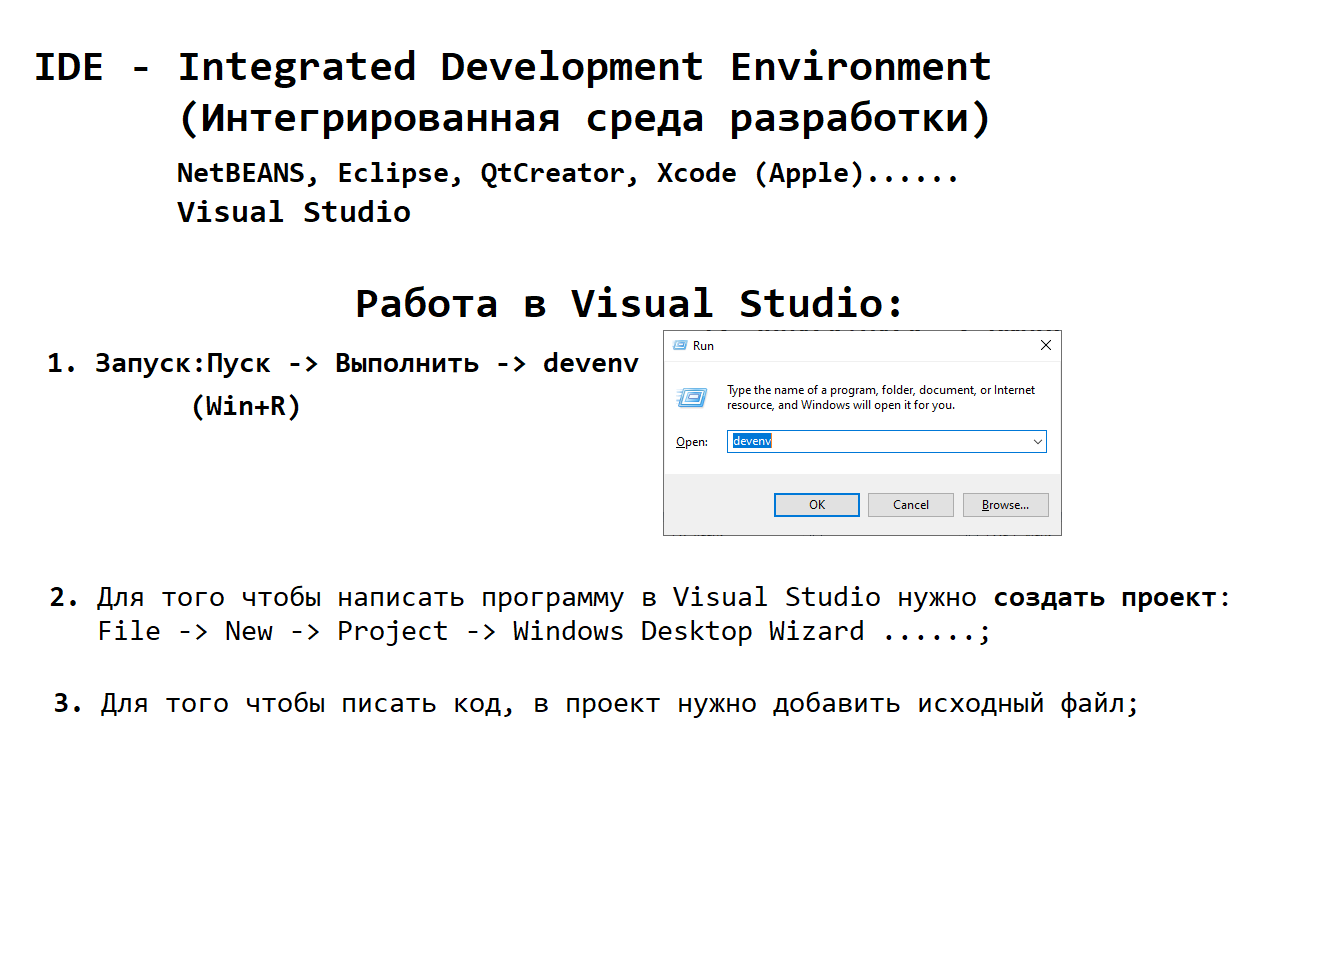 IDE - Integrated Development Environment
(Интегрированная среда разработки)
NetBEANS, Eclipse, QtCreator, Xcode (Apple)......
Visual Studio
Работа в Visual Studio:
1. Запуск:Пуск -> Выполнить -> devenv
(Win+R)
Run
Type the name of a program, folder, document, or Internet
resource, and Windows will open it for you.
Open: devenv
OK Cancel Browse...
2. Для того чтобы написать программу в Visual Studio нужно создать проект:
File -> New -> Project -> Windows Desktop Wizard ......;
3. Для того чтобы писать код, в проект нужно добавить исходный файл;